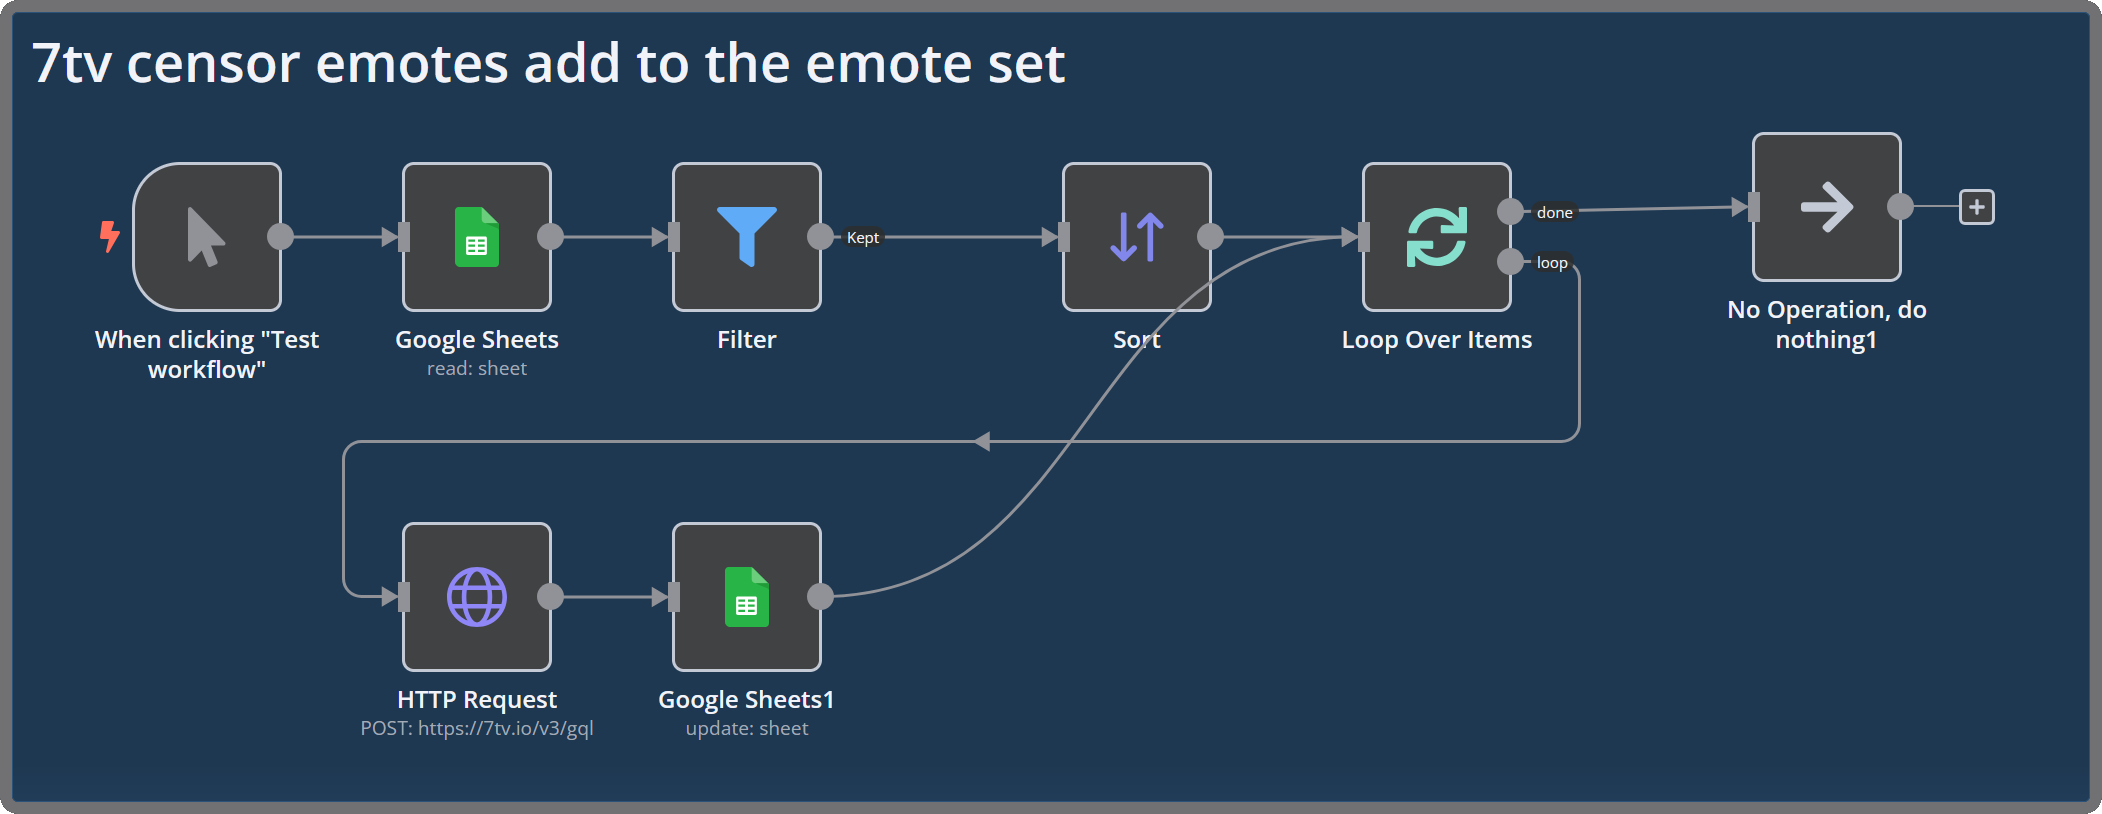 7tv censor emotes add to the emote set
When clicking "Test
workflow"
Google Sheets
read: sheet
Filter
Kept
Sort
Loop Over Items
done
loop
No Operation, do
nothing1
HTTP Request
POST: https://7tv.io/v3/gql
Google Sheets1
update: sheet